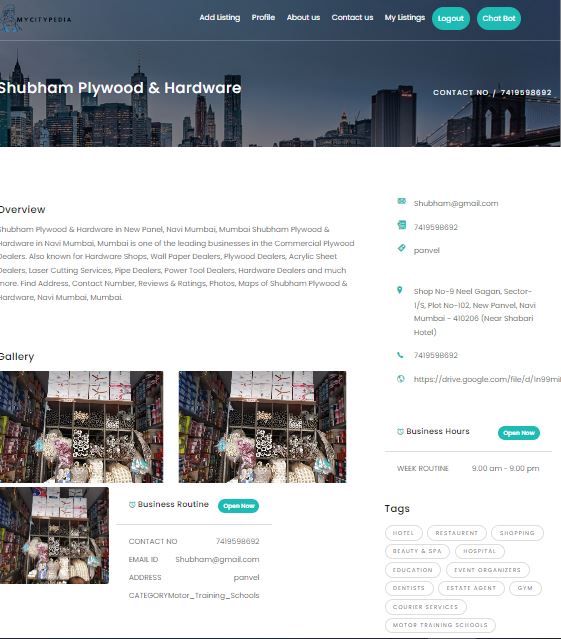 MYCITYPEDIA
Add Listing Profile About us Contact us My Listings Logout Chat Bot
Shubham Plywood & Hardware
CONTACT NO / 7419598692
Overview
Shubham Plywood & Hardware in New Panel, Navi Mumbai, Mumbai Shubham Plywood &
Hardware in Navi Mumbai, Mumbai is one of the leading businesses in the Commercial Plywood
Dealers. Also known for Hardware Shops, Wall Paper Dealers, Plywood Dealers, Acrylic Sheet
Dealers, Laser Cutting Services, Pipe Dealers, Power Tool Dealers, Hardware Dealers and much
more. Find Address, Contact Number, Reviews & Ratings, Photos, Maps of Shubham Plywood &
Hardware, Navi Mumbai, Mumbai.
Gallery
Business Routine Open Now
CONTACT NO 7419598692
EMAIL ID Shubham@gmail.com
ADDRESS panvel
CATEGORYMotor_Training_Schools
Shubham@gmail.com
7419598692
panvel
Shop No-9 Neel Gagan, Sector-
1/S, Plot No-102, New Panvel, Navi
Mumbai - 410206 (Near Shabari
Hotel)
7419598692
https://drive.google.com/file/d/1n99mil
Business Hours Open Now
WEEK ROUTINE 9.00 am - 9:00 pm
Tags
HOTEL RESTAURENT SHOPPING
BEAUTY & SPA HOSPITAL
EDUCATION EVENT ORGANIZERS
DENTISTS ESTATE AGENT GYM
COURIER SERVICES
MOTOR TRAINING SCHOOLS